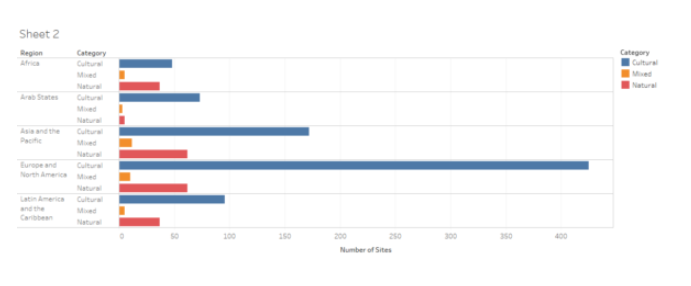 Sheet 2
Region Category
Africa Cultural
Mixed
Natural
Arab States Cultural
Mixed
Natural
Asia and the Cultural
Pacific Mixed
Natural
Europe and Cultural
North America Mixed
Natural
Latin America Cultural
and the Mixed
Caribbean Natural
0 50 100 150 200 250 300 350 400
Number of Sites
Category
Cultural
Mixed
Natural